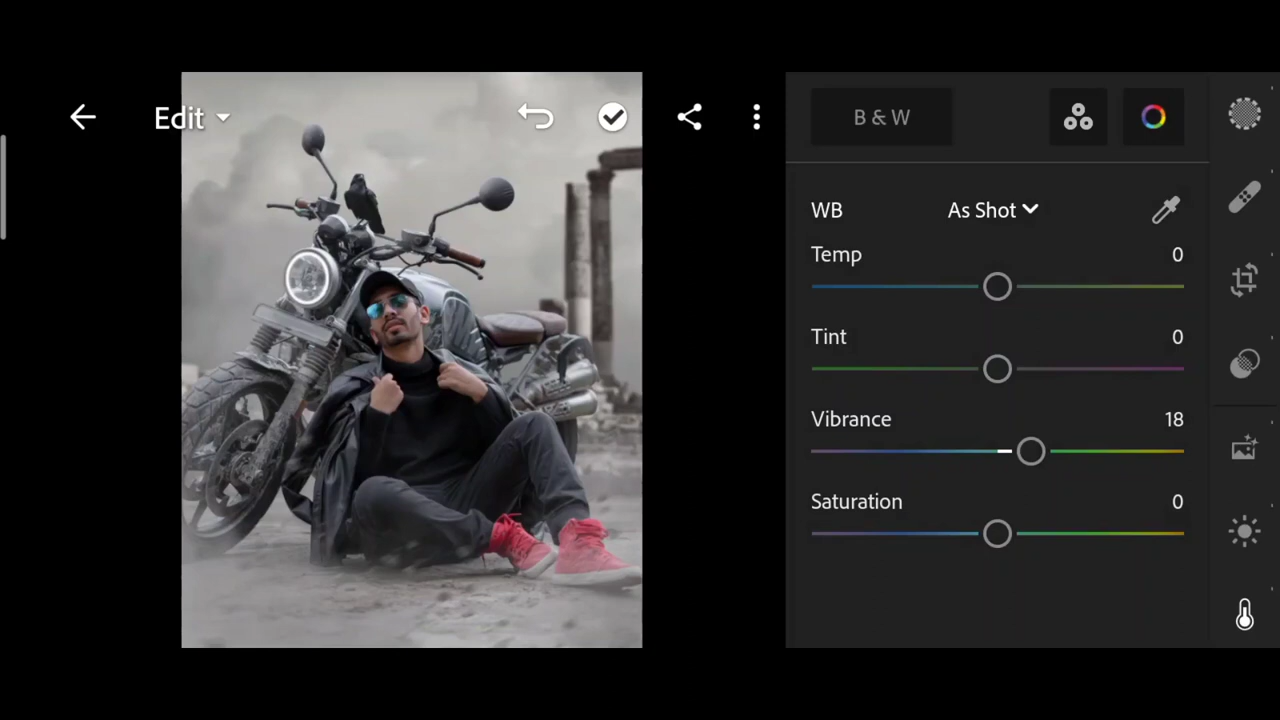 Edit
B & W
WB As Shot
Temp 0
Tint 0
Vibrance 18
Saturation 0